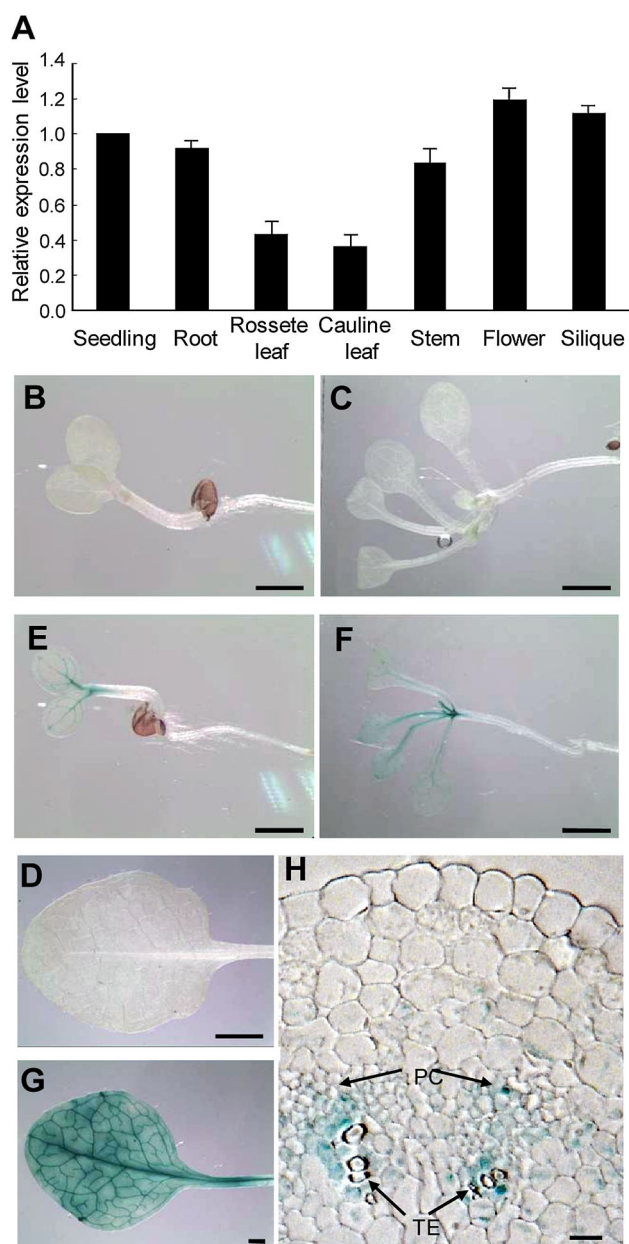 A
Relative expression level
1.4
1.2
1.0
0.8
0.6
0.4
0.2
0.0
Seedling Root Rossete leaf Cauline leaf Stem Flower Silique
B
C
E
F
D
H
PC
G
TE